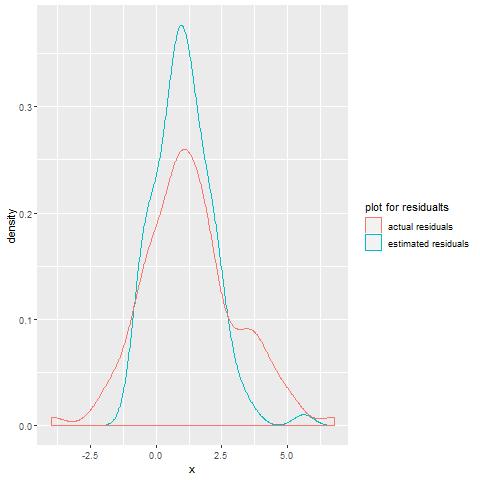 0.3
0.2
0.1
0.0
density
-2.5
0.0
2.5
5.0
x
plot for residualts
actual residuals
estimated residuals